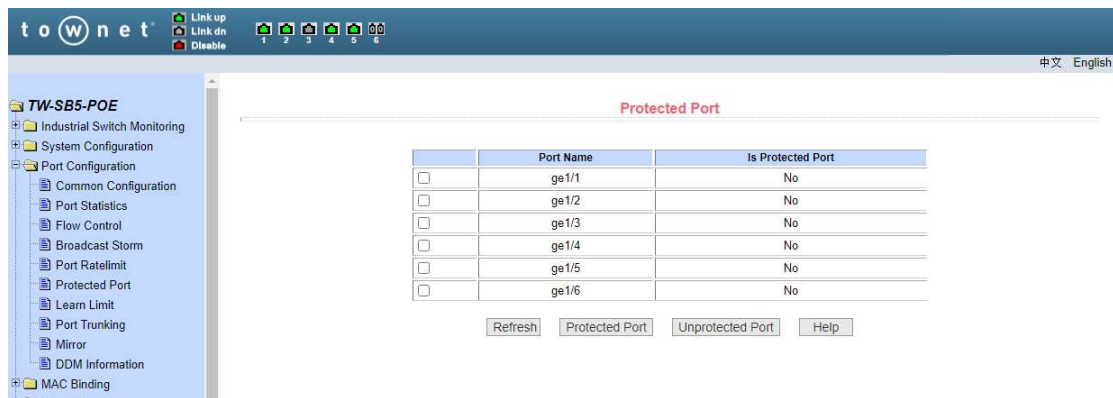 townet
Link up
Link dn
Disable
1 2 3 4 5 6
中文 English
TW-SB5-POE
Industrial Switch Monitoring
System Configuration
Port Configuration
Common Configuration
Port Statistics
Flow Control
Broadcast Storm
Port Ratelimit
Protected Port
Learn Limit
Port Trunking
Mirror
DDM Information
MAC Binding
Protected Port
Port Name Is Protected Port
ge1/1 No
ge1/2 No
ge1/3 No
ge1/4 No
ge1/5 No
ge1/6 No
Refresh Protected Port Unprotected Port Help